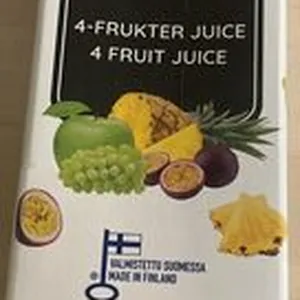 4-FRUKTER JUICE
4 FRUIT JUICE
VALMISTETTU SUOMESSA
MADE IN FINLAND